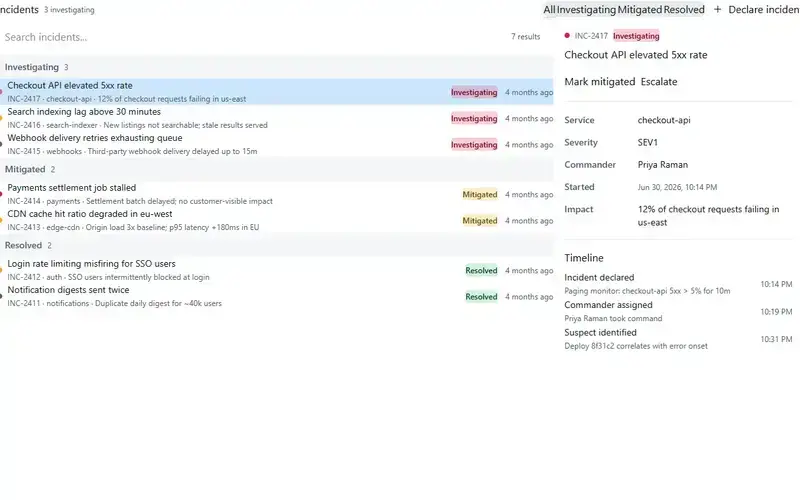 ncidents 3 investigating
All Investigating Mitigated Resolved + Declare inciden
Search incidents... 7 results
Investigating 3
Checkout API elevated 5xx rate
INC-2417 · checkout-api · 12% of checkout requests failing in us-east
Investigating 4 months ago
Search indexing lag above 30 minutes
INC-2416 · search-indexer · New listings not searchable; stale results served
Investigating 4 months ago
Webhook delivery retries exhausting queue
INC-2415 · webhooks · Third-party webhook delivery delayed up to 15m
Investigating 4 months ago
Mitigated 2
Payments settlement job stalled
INC-2414 · payments · Settlement batch delayed; no customer-visible impact
Mitigated 4 months ago
CDN cache hit ratio degraded in eu-west
INC-2413 · edge-cdn · Origin load 3x baseline; p95 latency +180ms in EU
Mitigated 4 months ago
Resolved 2
Login rate limiting misfiring for SSO users
INC-2412 · auth · SSO users intermittently blocked at login
Resolved 4 months ago
Notification digests sent twice
INC-2411 · notifications · Duplicate daily digest for ~40k users
Resolved 4 months ago
INC-2417 Investigating
Checkout API elevated 5xx rate
Mark mitigated Escalate
Service checkout-api
Severity SEV1
Commander Priya Raman
Started Jun 30, 2026, 10:14 PM
Impact 12% of checkout requests failing in
us-east
Timeline
Incident declared
Paging monitor: checkout-api 5xx > 5% for 10m
10:14 PM
Commander assigned
Priya Raman took command
10:19 PM
Suspect identified
Deploy 8f31c2 correlates with error onset
10:31 PM